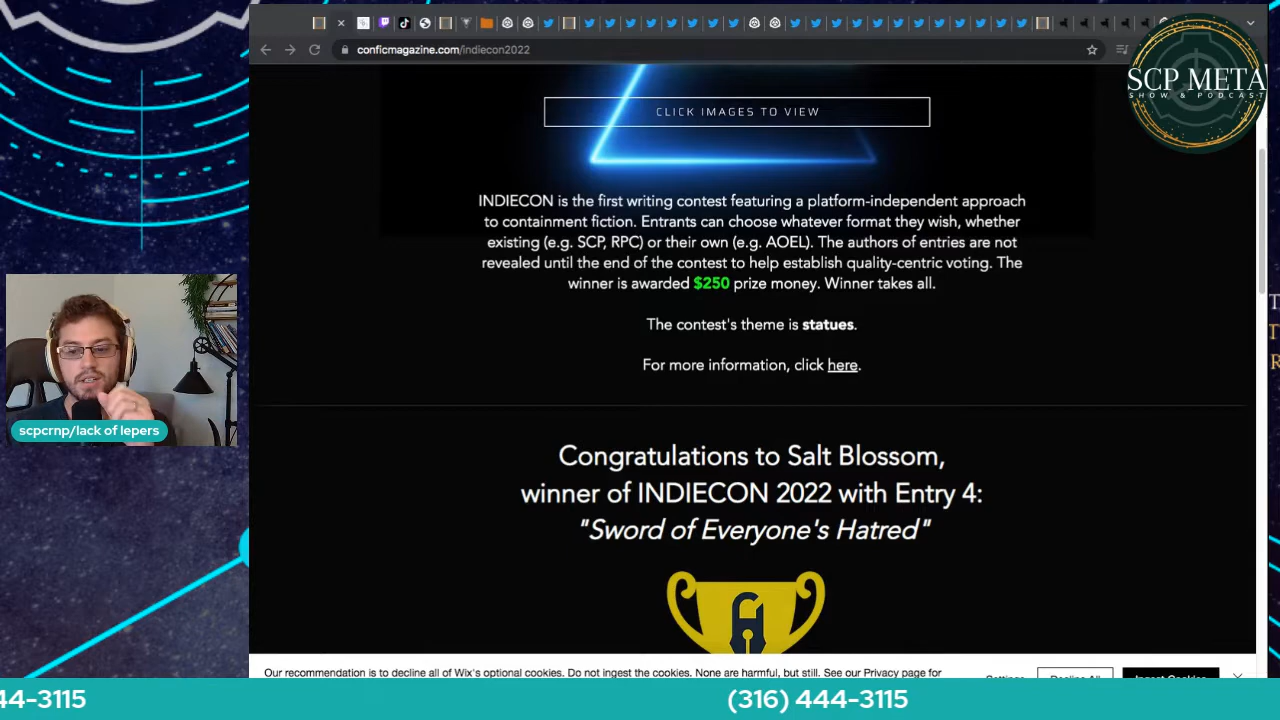 conficmagazine.com/indiecon2022
SCP META
SHOW & PODCAST
CLICK IMAGES TO VIEW
INDIECON is the first writing contest featuring a platform-independent approach
to containment fiction. Entrants can choose whatever format they wish, whether
existing (e.g. SCP, RPC) or their own (e.g. AOEL). The authors of entries are not
revealed until the end of the contest to help establish quality-centric voting. The
winner is awarded $250 prize money. Winner takes all.
The contest's theme is statues.
For more information, click here.
scpcrnp/lack of lepers
Congratulations to Salt Blossom,
winner of INDIECON 2022 with Entry 4:
"Sword of Everyone's Hatred"
Our recommendation is to decline all of Wix's optional cookies. Do not ingest the cookies. None are harmful, but still. See our Privacy page for
Settings
Decline All
Ingest Cookies
44-3115
(316) 444-3115